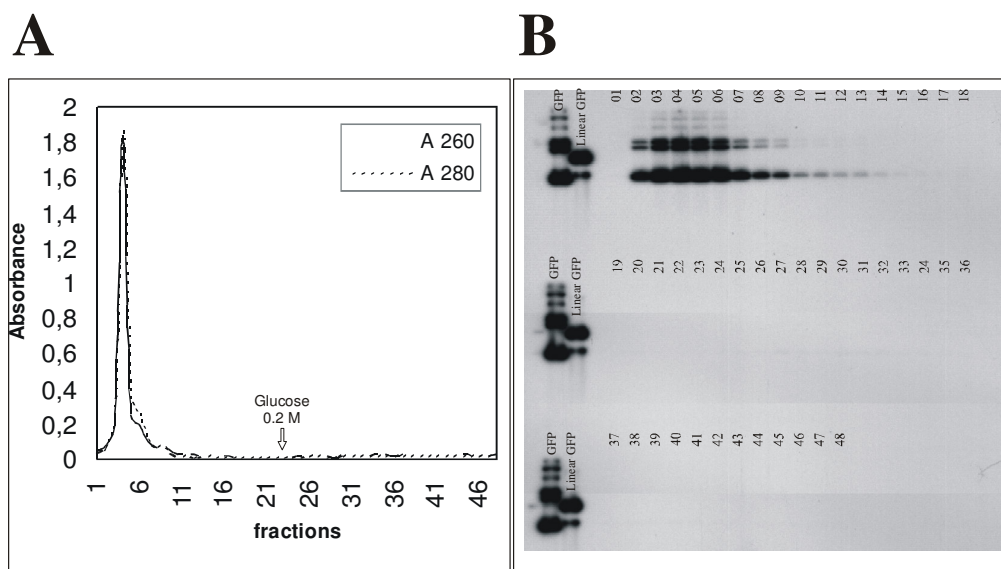 A
B
2
1,8
1,6
1,4
1,2
1
0,8
0,6
0,4
0,2
0
Absorbance
A 260
A 280
Glucose
0.2 M
1 6 11 16 21 26 31 36 41 46
fractions
GFP
Linear GFP
01 02 03 04 05 06 07 08 09 10 11 12 13 14 15 16 17 18
GFP
Linear GFP
19 20 21 22 23 24 25 26 27 28 29 30 31 32 33 24 35 36
GFP
Linear GFP
37 38 39 40 41 42 43 44 45 46 47 48